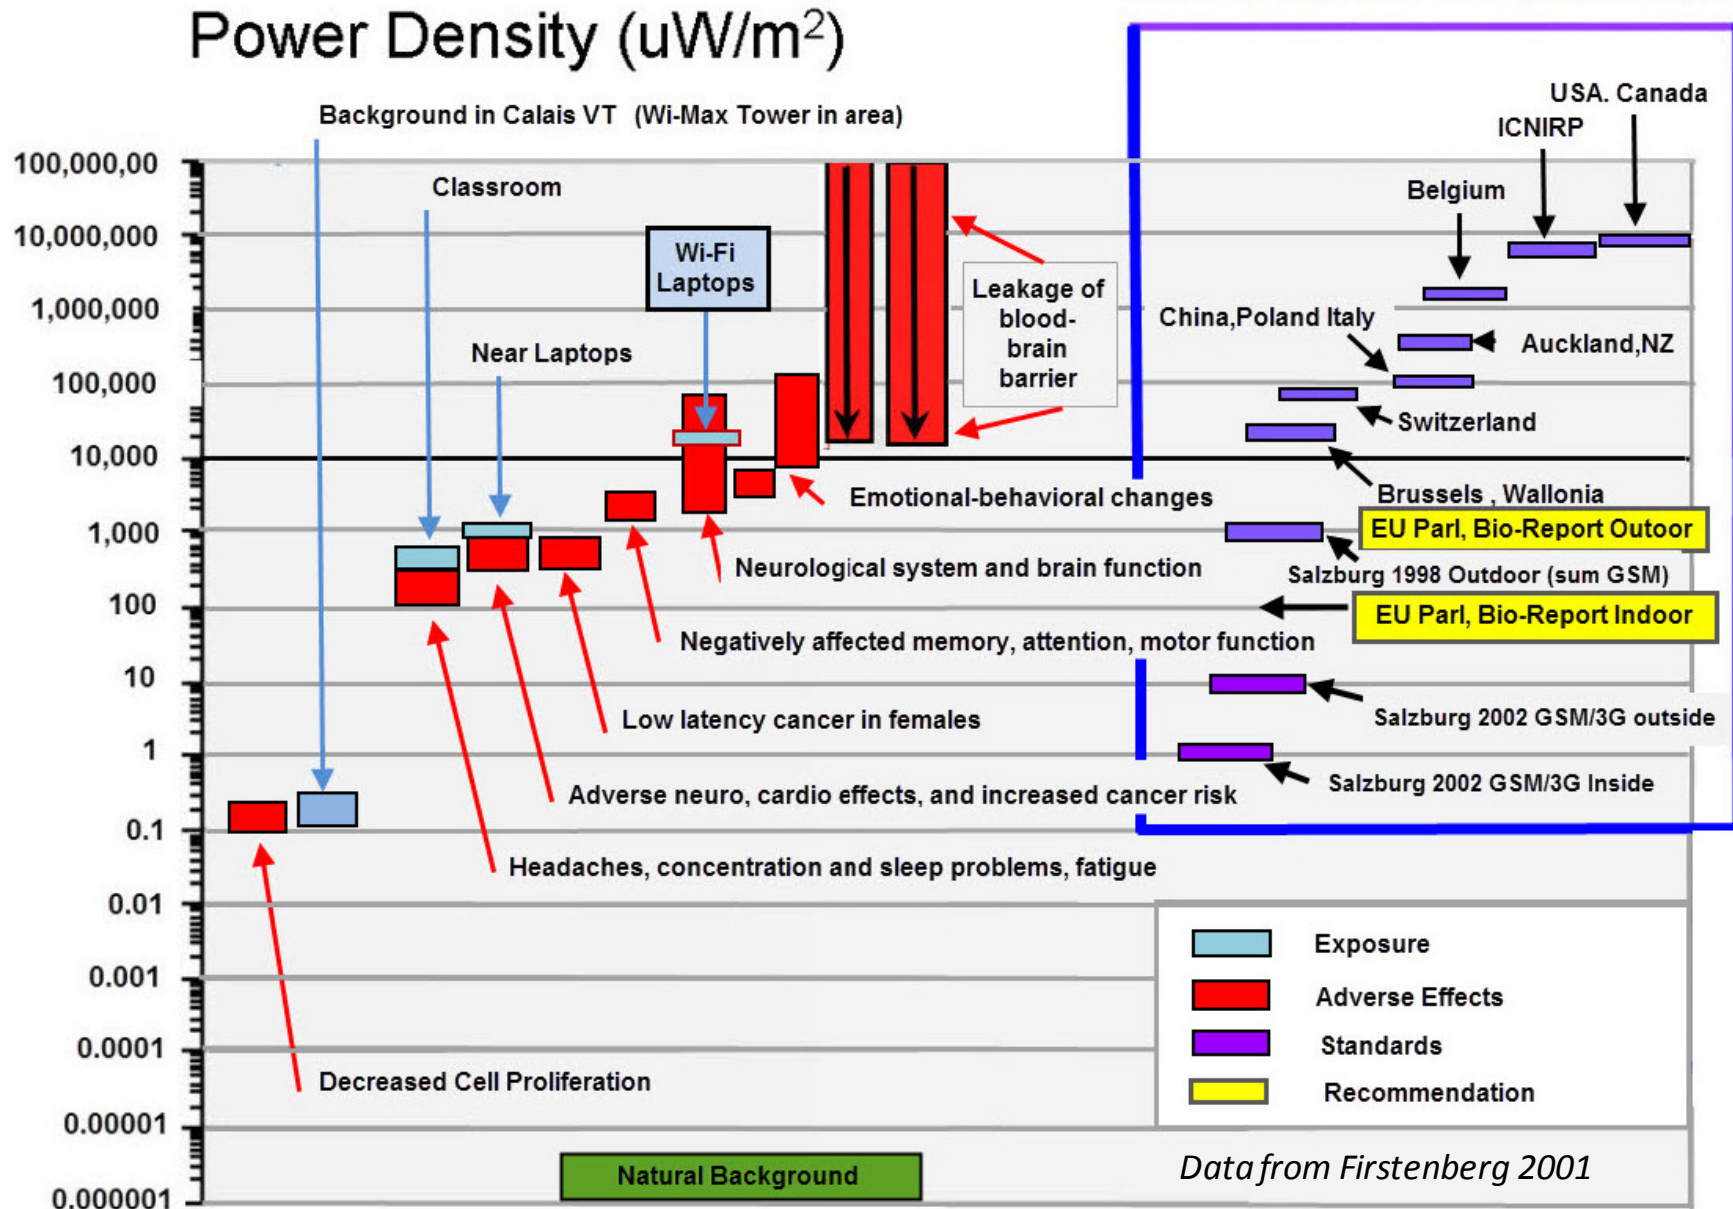 Power Density (uW/m²)
Background in Calais VT (Wi-Max Tower in area)
USA. Canada
ICNIRP
100,000,00
Classroom
Belgium
10,000,000
Wi-Fi
Laptops
Leakage of
blood-
brain
barrier
1,000,000
China,Poland Italy
Near Laptops
Auckland,NZ
100,000
Switzerland
10,000
Emotional-behavioral changes
Brussels , Wallonia
1,000
EU Parl, Bio-Report Outoor
Neurological system and brain function
Salzburg 1998 Outdoor (sum GSM)
100
EU Parl, Bio-Report Indoor
Negatively affected memory, attention, motor function
10
Low latency cancer in females
Salzburg 2002 GSM/3G outside
1
Adverse neuro, cardio effects, and increased cancer risk
Salzburg 2002 GSM/3G Inside
0.1
Headaches, concentration and sleep problems, fatigue
0.01
Exposure
0.001
Adverse Effects
0.0001
Standards
Decreased Cell Proliferation
Recommendation
0.00001
Natural Background
Data from Firstenberg 2001
0.000001